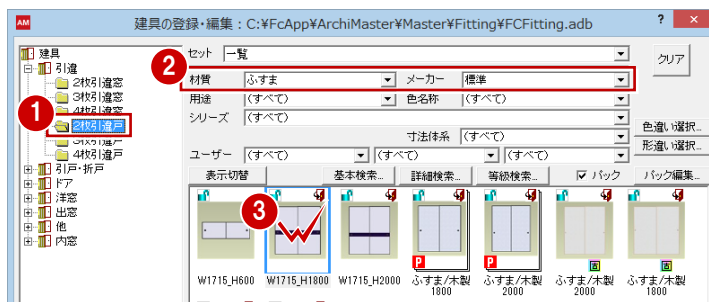 AM 建具の登録・編集 : C:¥FcApp¥ArchiMaster¥Master¥Fitting¥FCFitting.adb ? ×
建具
引違
2枚引違窓
3枚引違窓
4枚引違窓
1
2枚引違戸
3枚引違戸
4枚引違戸
引戸・折戸
ドア
洋窓
出窓
他
内窓
セット 一覧 クリア
2
材質 ふすま メーカー 標準
用途 (すべて) 色名称 (すべて)
シリーズ (すべて)
寸法体系 (すべて)
ユーザー (すべて) (すべて) (すべて)
色違い選択...
形違い選択...
表示切替 基本検索... 詳細検索... 等級検索... パック パック編集...
3
P P 古 古
W1715_H600 W1715_H1800 W1715_H2000 ふすま/木製 ふすま/木製 ふすま/木製 ふすま/木製
1800 2000 2000 1800